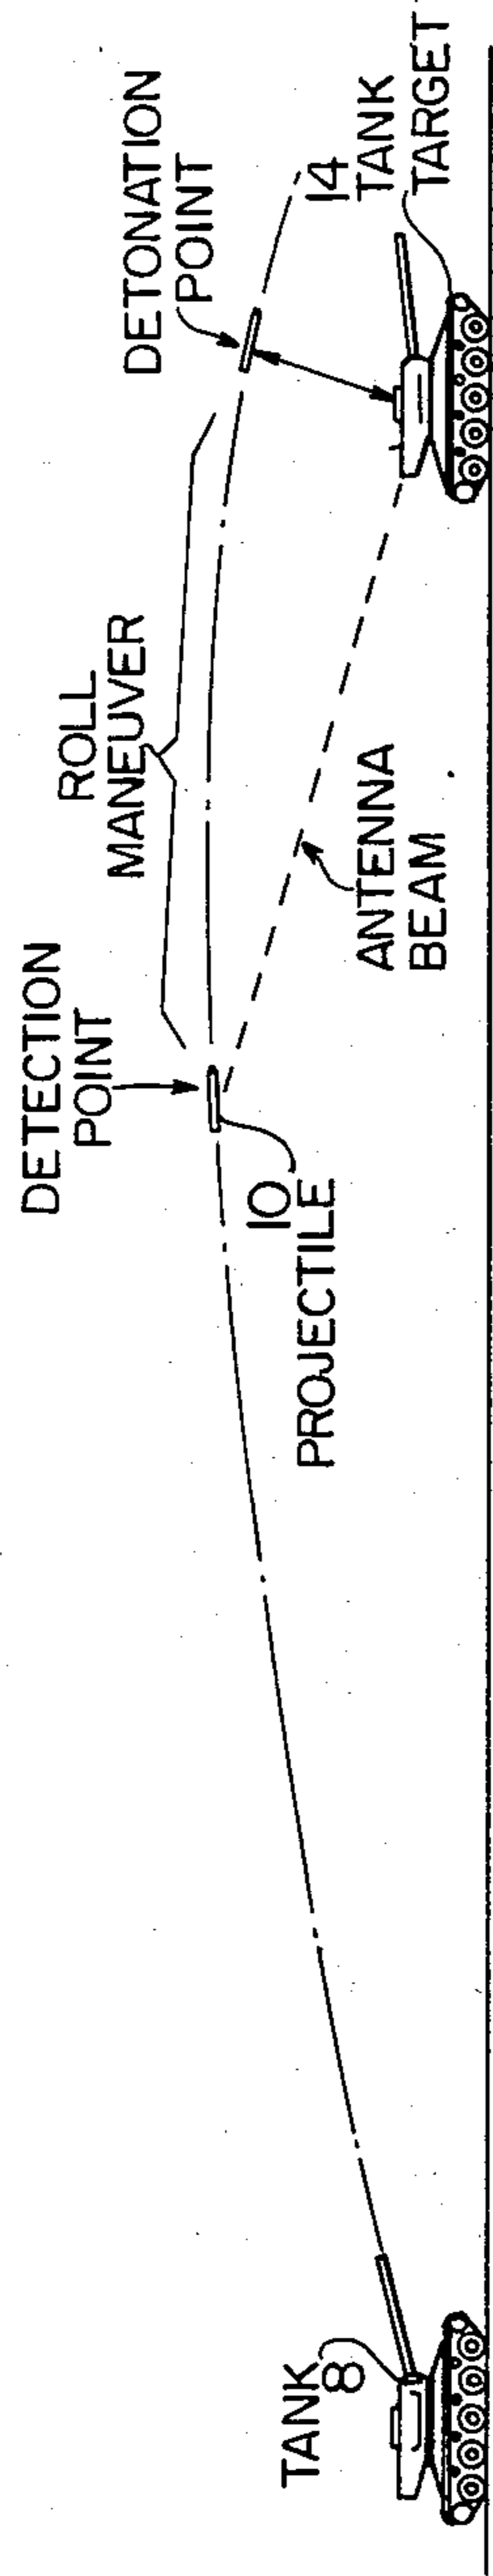 TANK
8
DETECTION
POINT
10
PROJECTILE
ROLL
MANEUVER
ANTENNA
BEAM
DETONATION
POINT
14
TANK
TARGET